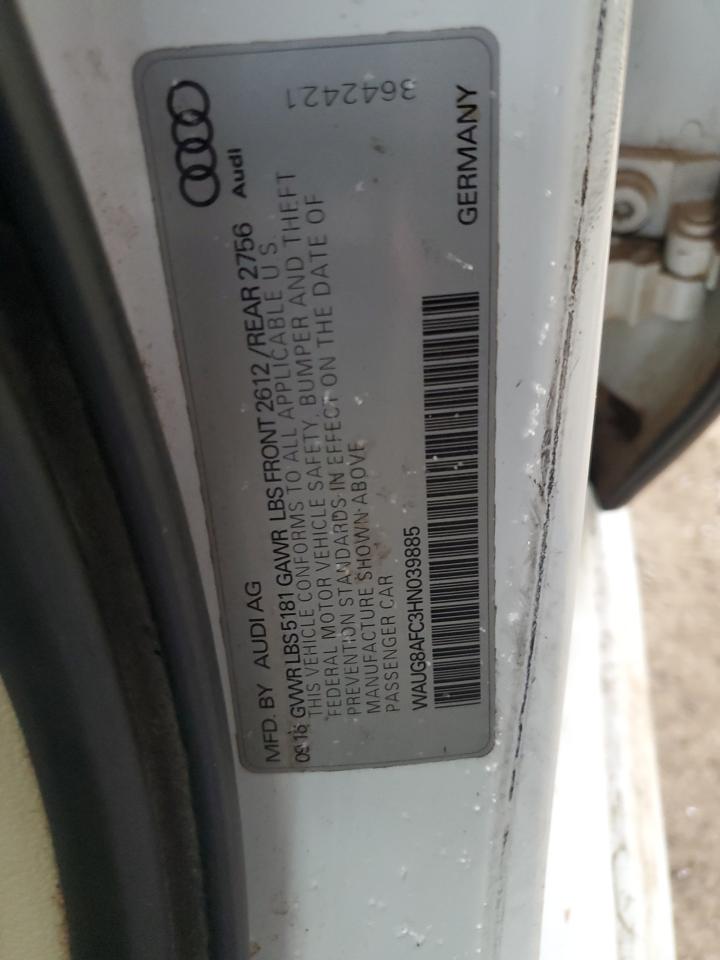 Audi
MFD. BY AUDI AG
GVWR LBS 5181 GAWR LBS FRONT 2612/REAR 2756
THIS VEHICLE CONFORMS TO ALL APPLICABLE U.S.
FEDERAL MOTOR VEHICLE SAFETY, BUMPER AND THEFT
PREVENTION STANDARDS IN EFFECT ON THE DATE OF
MANUFACTURE SHOWN ABOVE
PASSENGER CAR
WAUG8AFC3HN039885
GERMANY
3642421